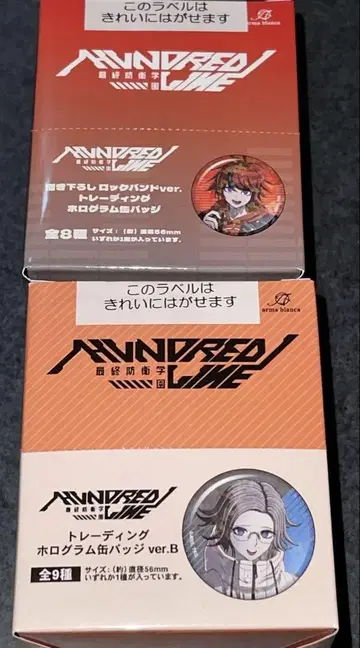 このラベルは
きれいにはがせます
arma bianca
HUNDRED LINE
最終防衛学園
HUNDRED LINE
最終防衛学園
描き下ろし ロックバンドver.
トレーディング
ホログラム缶バッジ
全8種 サイズ：（約）直径56mm
いずれか1種が入っています。
このラベルは
きれいにはがせます
arma bianca
HUNDRED LINE
最終防衛学園
HUNDRED LINE
最終防衛学園
トレーディング
ホログラム缶バッジ ver.B
全9種 サイズ：（約）直径56mm
いずれか1種が入っています。